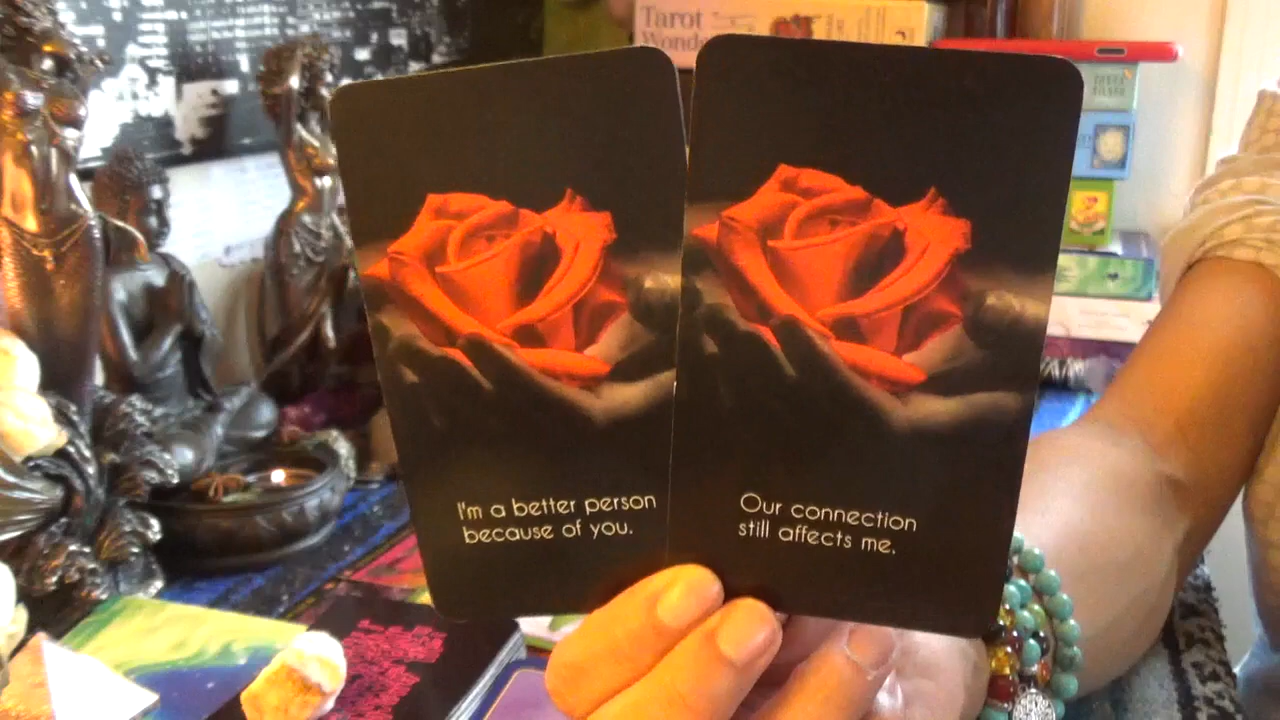 Tarot
Wonde
I'm a better person
because of you.
Our connection
still affects me.